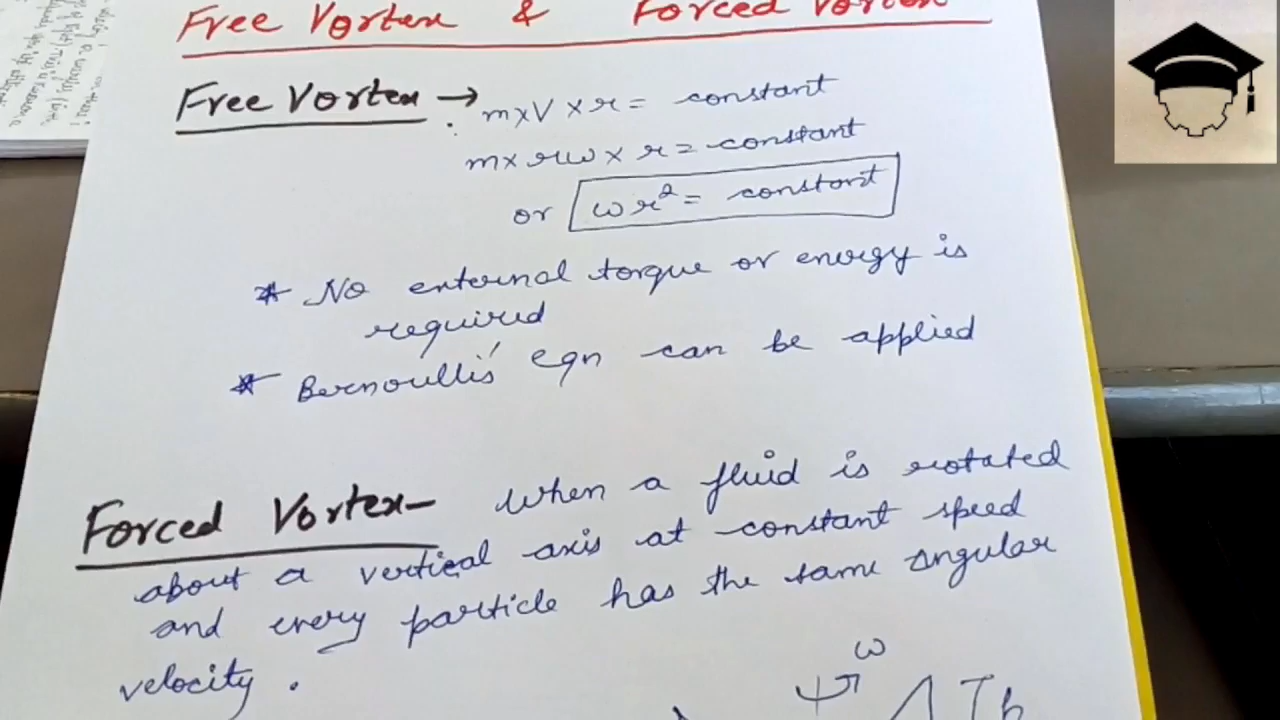 Free Vortex & Forced Vortex
Free Vortex → m×V×r = constant
m×rω×r = constant
or ωr² = constant
* No external torque or energy is
required
* Bernoulli's eqn can be applied
Forced Vortex- When a fluid is rotated
about a vertical axis at constant speed
and every particle has the same angular
velocity.
ω